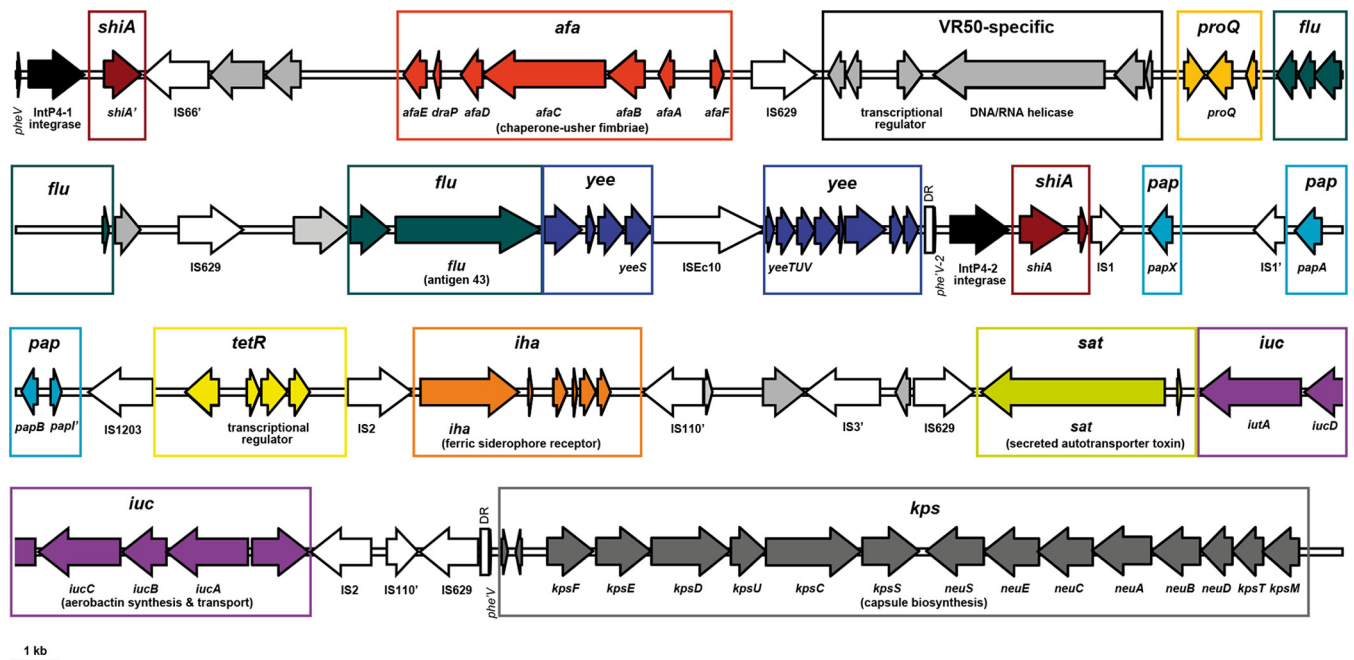 shiA afa VR50-specific proQ flu
pheV IntP4-1 integrase shiA' IS66' afaE draP afaD afaC afaB afaA afaF IS629 transcriptional regulator DNA/RNA helicase proQ
(chaperone-usher fimbriae)
flu flu yee yee DR shiA pap pap
IS629 flu yeeS ISEc10 yeeTUV phe'V-2 IntP4-2 integrase shiA IS1 papX IS1' papA
(antigen 43)
pap tetR iha sat iuc
papB papI' IS1203 transcriptional regulator IS2 iha IS110' IS3' IS629 sat iutA iucD
(ferric siderophore receptor) (secreted autotransporter toxin)
iuc DR kps
iucC iucB iucA IS2 IS110' IS629 phe'V kpsF kpsE kpsD kpsU kpsC kpsS neuS neuE neuC neuA neuB neuD kpsT kpsM
(aerobactin synthesis & transport) (capsule biosynthesis)
1 kb